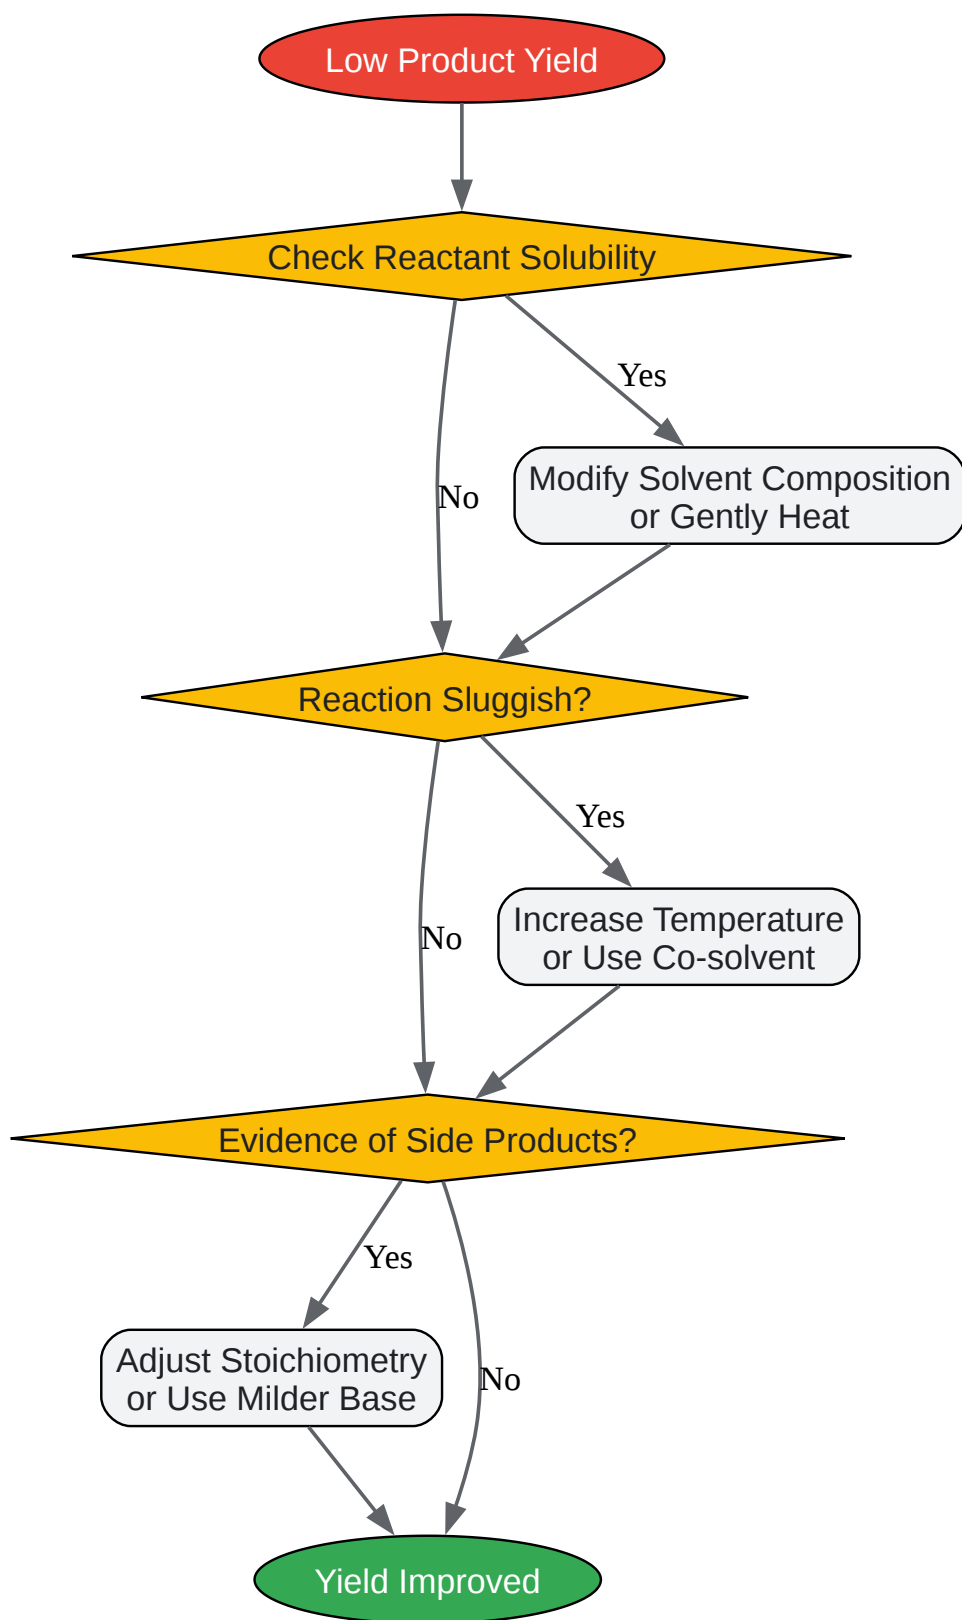 Low Product Yield
Check Reactant Solubility
Yes
Modify Solvent Composition
or Gently Heat
No
Reaction Sluggish?
Yes
Increase Temperature
or Use Co-solvent
No
Evidence of Side Products?
Yes
Adjust Stoichiometry
or Use Milder Base
No
Yield Improved